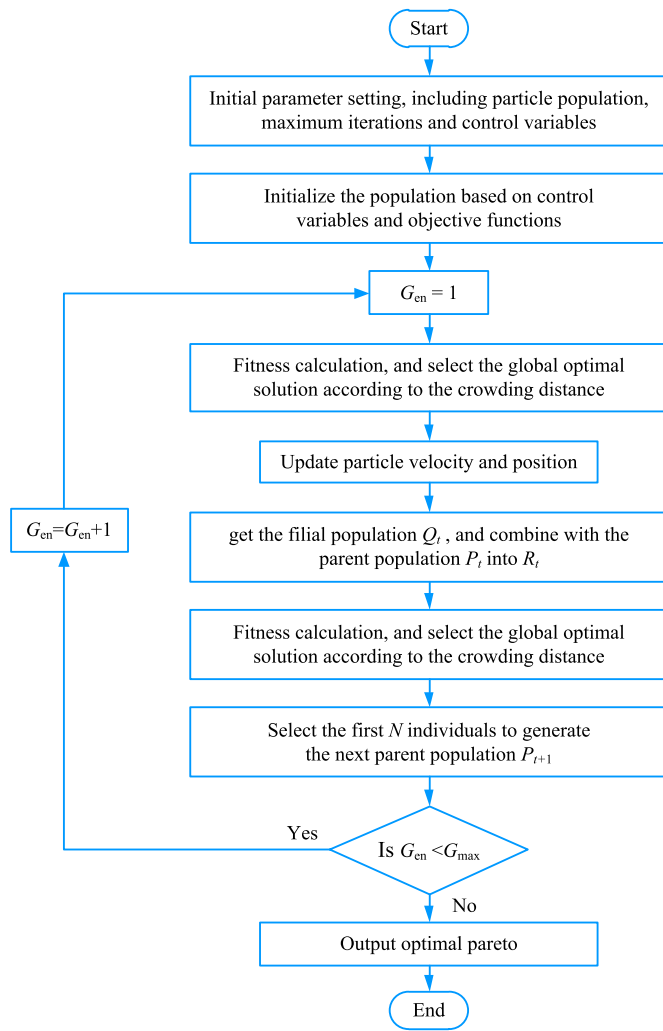 Start
Initial parameter setting, including particle population,
maximum iterations and control variables
Initialize the population based on control
variables and objective functions
Gen = 1
Fitness calculation, and select the global optimal
solution according to the crowding distance
Update particle velocity and position
Gen=Gen+1
get the filial population Qt , and combine with the
parent population Pt into Rt
Fitness calculation, and select the global optimal
solution according to the crowding distance
Select the first N individuals to generate
the next parent population Pt+1
Yes
Is Gen <Gmax
No
Output optimal pareto
End